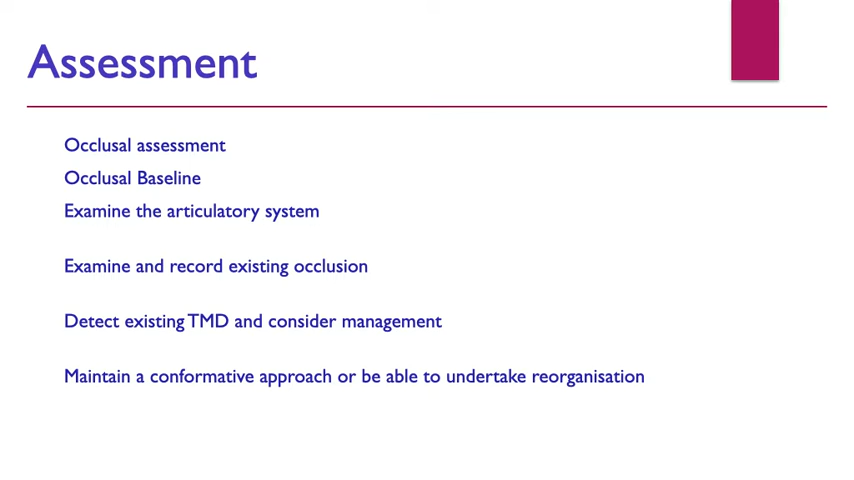 Assessment
Occlusal assessment
Occlusal Baseline
Examine the articulatory system
Examine and record existing occlusion
Detect existing TMD and consider management
Maintain a conformative approach or be able to undertake reorganisation